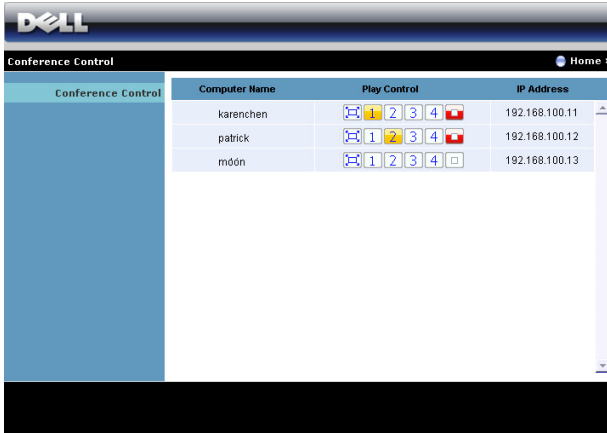 DELL
Conference Control
Home
Conference Control
Computer Name Play Control IP Address
karenchen 1 2 3 4 192.168.100.11
patrick 1 2 3 4 192.168.100.12
móón 1 2 3 4 192.168.100.13